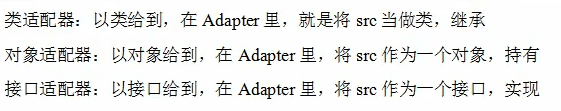 类适配器：以类给到，在 Adapter 里，就是将 src 当做类，继承
对象适配器：以对象给到，在 Adapter 里，将 src 作为一个对象，持有
接口适配器：以接口给到，在 Adapter 里，将 src 作为一个接口，实现